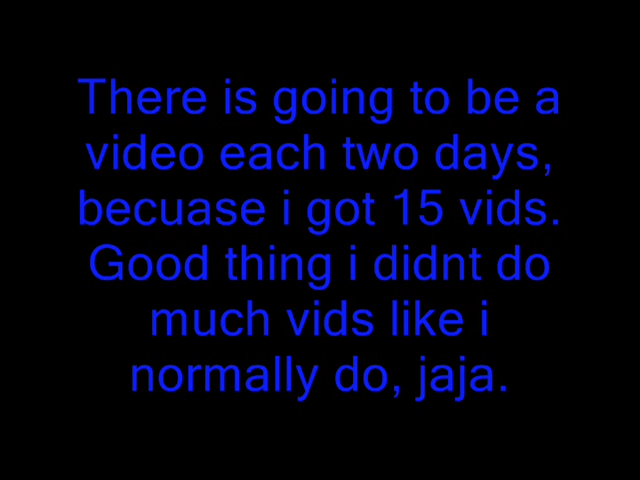 There is going to be a
video each two days,
becuase i got 15 vids.
Good thing i didnt do
much vids like i
normally do, jaja.